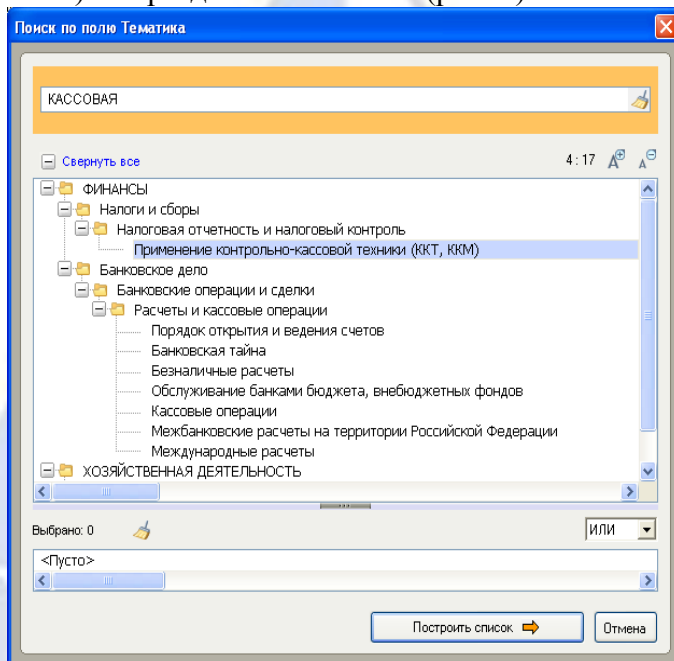 Поиск по полю Тематика
КАССОВАЯ
Свернуть все 4:17
ФИНАНСЫ
Налоги и сборы
Налоговая отчетность и налоговый контроль
Применение контрольно-кассовой техники (ККТ, ККМ)
Банковское дело
Банковские операции и сделки
Расчеты и кассовые операции
Порядок открытия и ведения счетов
Банковская тайна
Безналичные расчеты
Обслуживание банками бюджета, внебюджетных фондов
Кассовые операции
Межбанковские расчеты на территории Российской Федерации
Международные расчеты
ХОЗЯЙСТВЕННАЯ ДЕЯТЕЛЬНОСТЬ
Выбрано: 0 ИЛИ
<Пусто>
Построить список Отмена